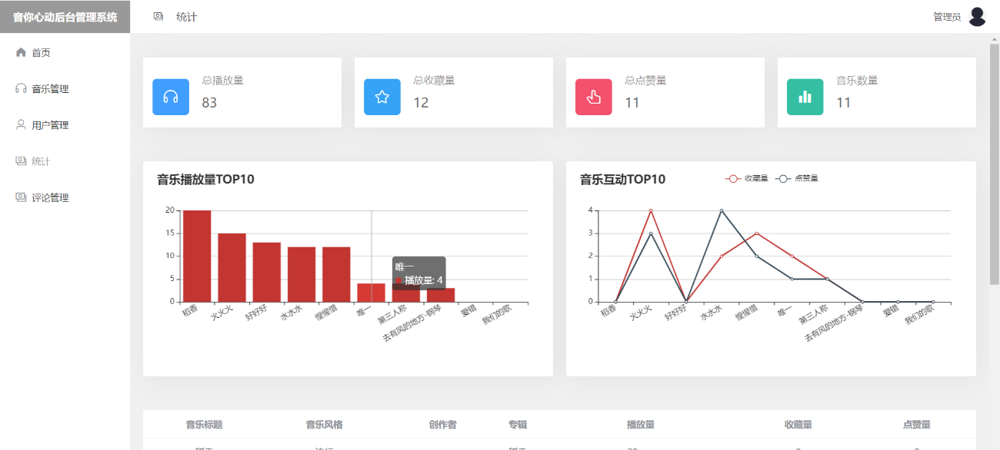 音你心动后台管理系统
统计
管理员
首页
音乐管理
用户管理
统计
评论管理
总播放量
83
总收藏量
12
总点赞量
11
音乐数量
11
音乐播放量TOP10
20
15
10
5
0
唯一
播放量: 4
稻香
火火火
好好好
水水水
惺惺惜
唯一
第三人称
去有风的地方-钢琴
爱错
我们的歌
音乐互动TOP10
收藏量
点赞量
4
3
2
1
0
稻香
火火火
好好好
水水水
惺惺惜
唯一
第三人称
去有风的地方-钢琴
爱错
我们的歌
音乐标题 音乐风格 创作者 专辑 播放量 收藏量 点赞量